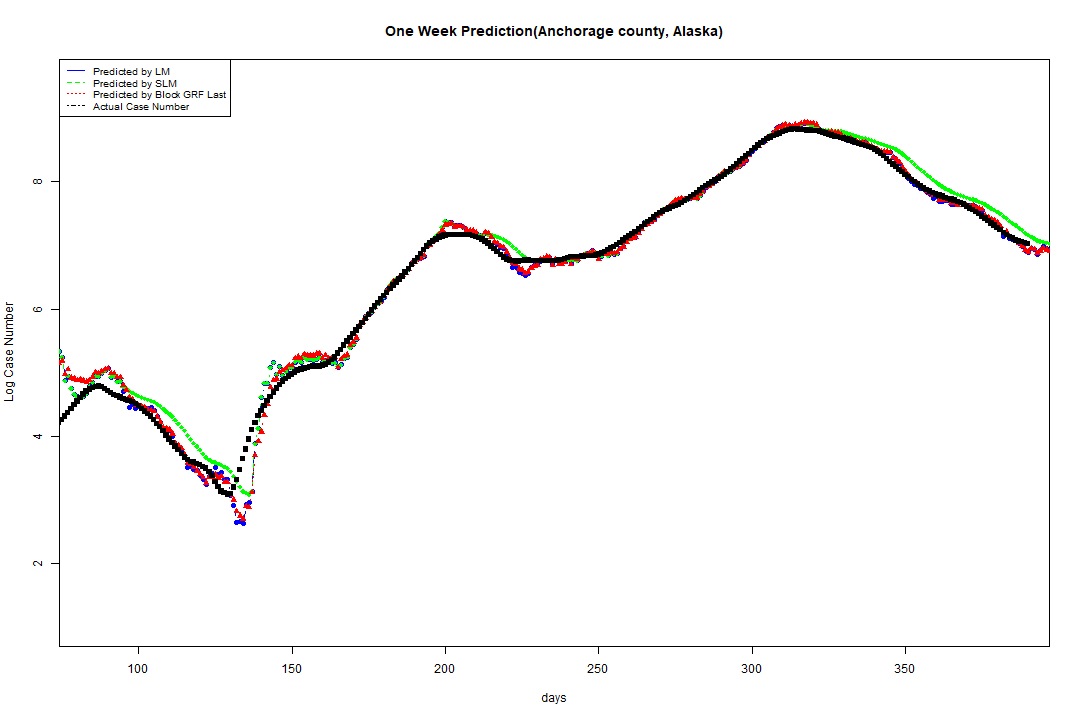 One Week Prediction(Anchorage county, Alaska)
Predicted by LM
Predicted by SLM
Predicted by Block GRF Last
Actual Case Number
8
6
4
2
Log Case Number
100 150 200 250 300 350
days